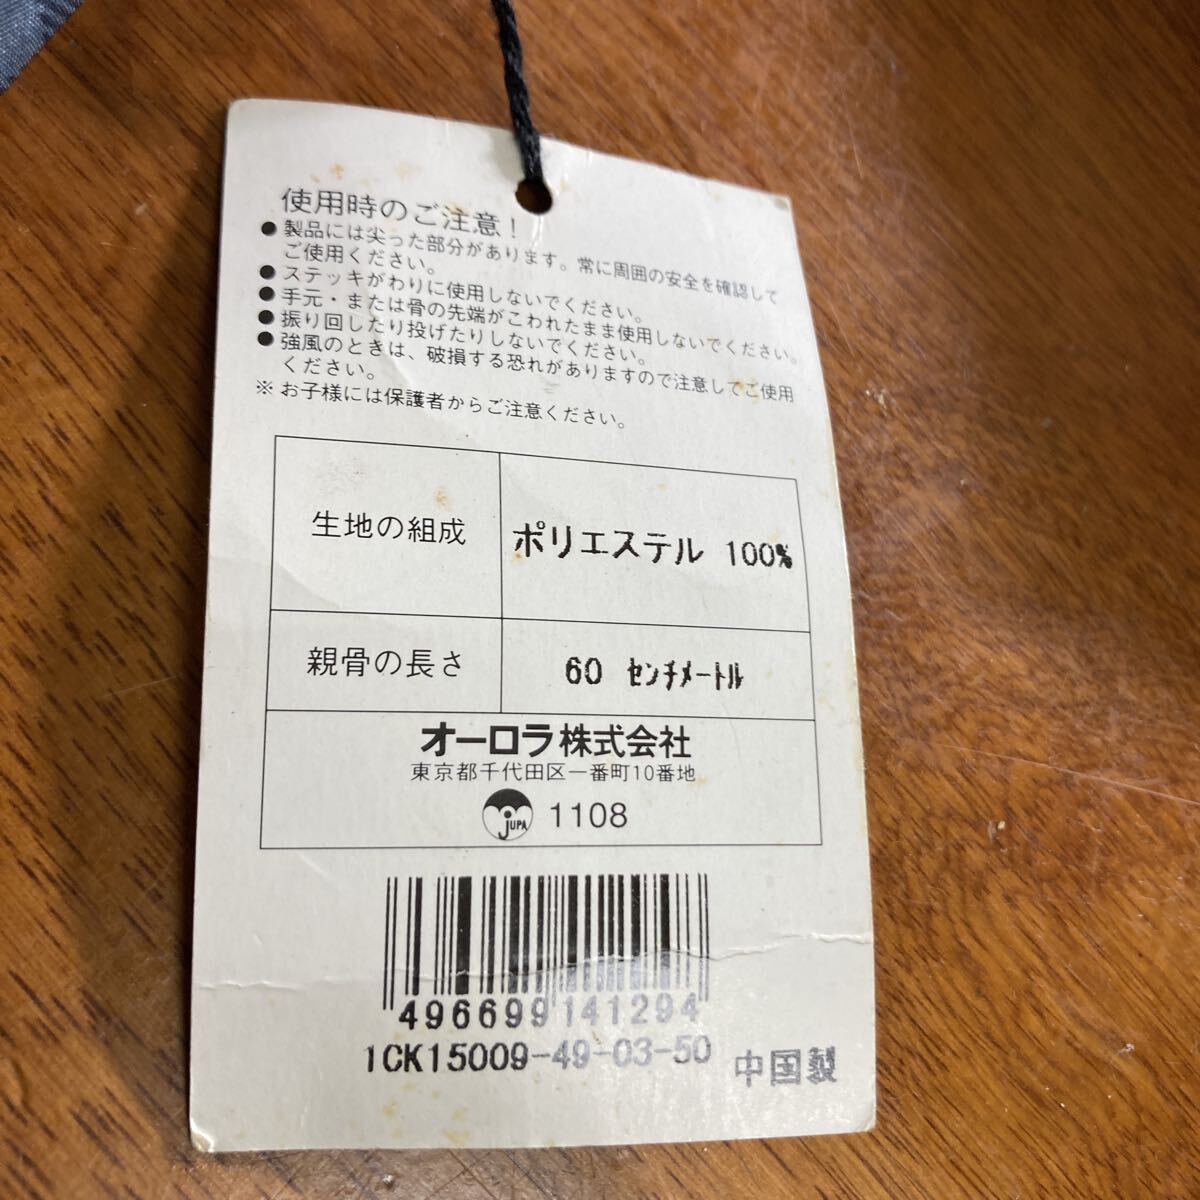 使用時のご注意!
● 製品には尖った部分があります。常に周囲の安全を確認して
ご使用ください。
● ステッキがわりに使用しないでください。
● 手元・または骨の先端がこわれたまま使用しないでください。
● 振り回したり投げたりしないでください。
● 強風のときは、破損する恐れがありますので注意してご使用
ください。
※ お子様には保護者からご注意ください。
生地の組成 ポリエステル 100%
親骨の長さ 60 センチメートル
オーロラ株式会社
東京都千代田区一番町10番地
JUPA 1108
496699141294
1CK15009-49-03-50
中国製